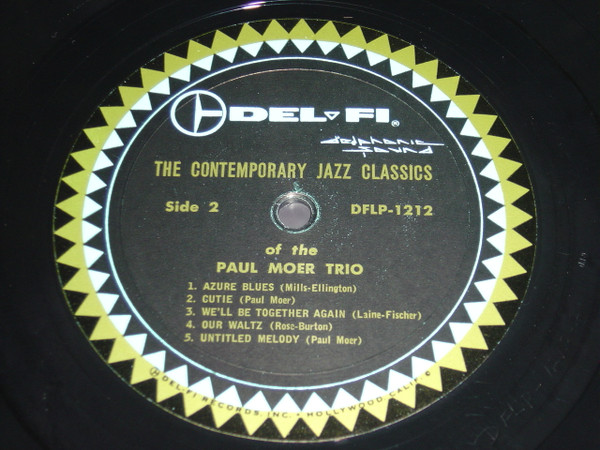 DEL▾FI®
THE CONTEMPORARY JAZZ CLASSICS
Side 2 DFLP-1212
of the
PAUL MOER TRIO
1. AZURE BLUES (Mills-Ellington)
2. CUTIE (Paul Moer)
3. WE'LL BE TOGETHER AGAIN (Laine-Fischer)
4. OUR WALTZ (Rose-Burton)
5. UNTITLED MELODY (Paul Moer)
DEL-FI RECORDS, INC. • HOLLYWOOD CALIF.